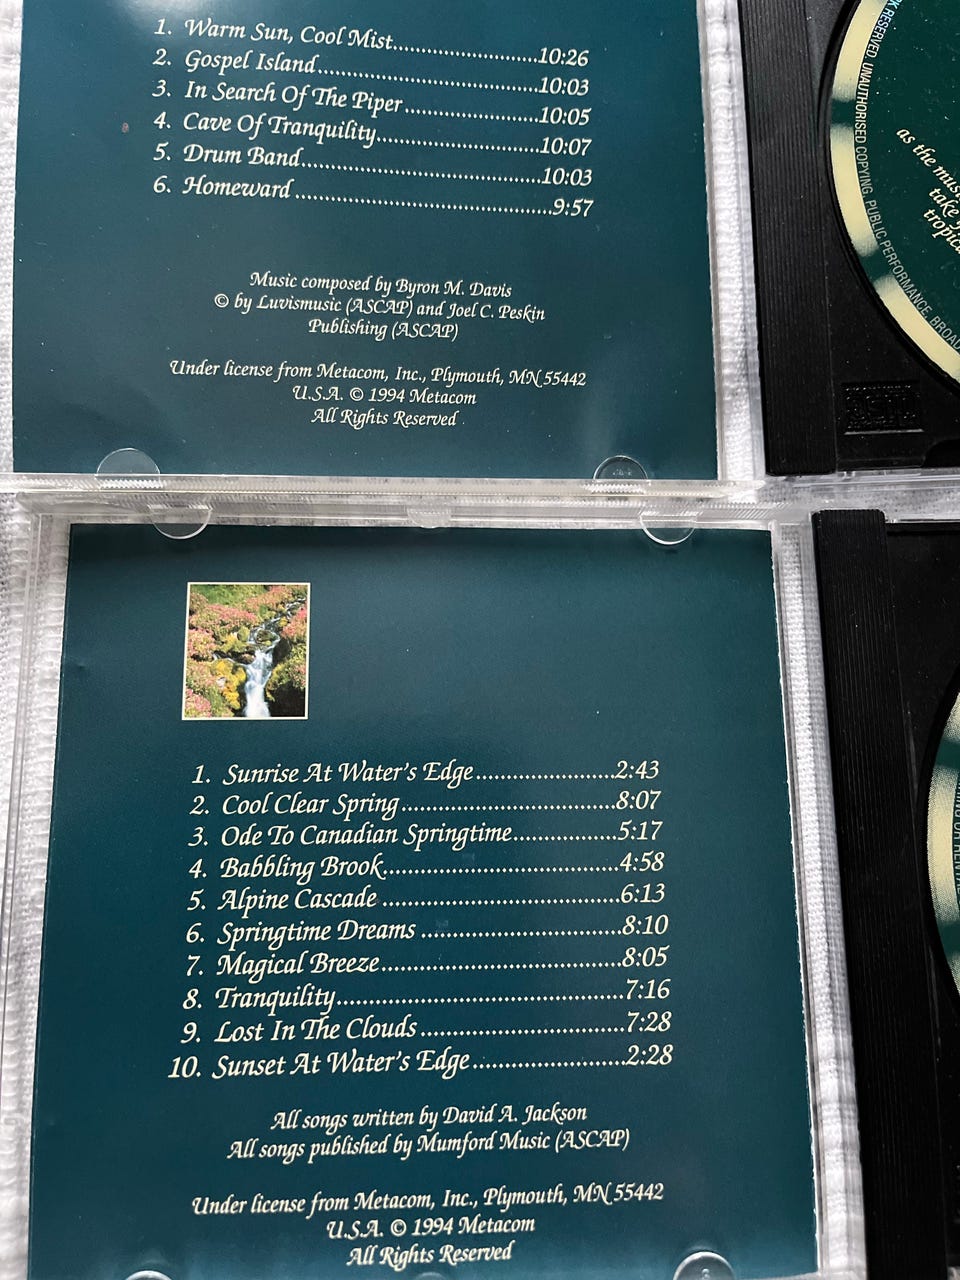 1. Warm Sun, Cool Mist..................................10:26
2. Gospel Island..................................10:03
3. In Search Of The Piper..................................10:05
4. Cave Of Tranquility..................................10:07
5. Drum Band..................................10:03
6. Homeward..................................9:57
Music composed by Byron M. Davis
© by Luvismusic (ASCAP) and Joel C. Peskin
Publishing (ASCAP)
Under license from Metacom, Inc., Plymouth, MN 55442
U.S.A. © 1994 Metacom
All Rights Reserved
RESERVED. UNAUTHORISED COPYING, PUBLIC PERFORMANCE, BROAD
as the mus
take
tropic
1. Sunrise At Water's Edge........................2:43
2. Cool Clear Spring........................8:07
3. Ode To Canadian Springtime........................5:17
4. Babbling Brook........................4:58
5. Alpine Cascade........................6:13
6. Springtime Dreams........................8:10
7. Magical Breeze........................8:05
8. Tranquility........................7:16
9. Lost In The Clouds........................7:28
10. Sunset At Water's Edge........................2:28
All songs written by David A. Jackson
All songs published by Mumford Music (ASCAP)
Under license from Metacom, Inc., Plymouth, MN 55442
U.S.A. © 1994 Metacom
All Rights Reserved